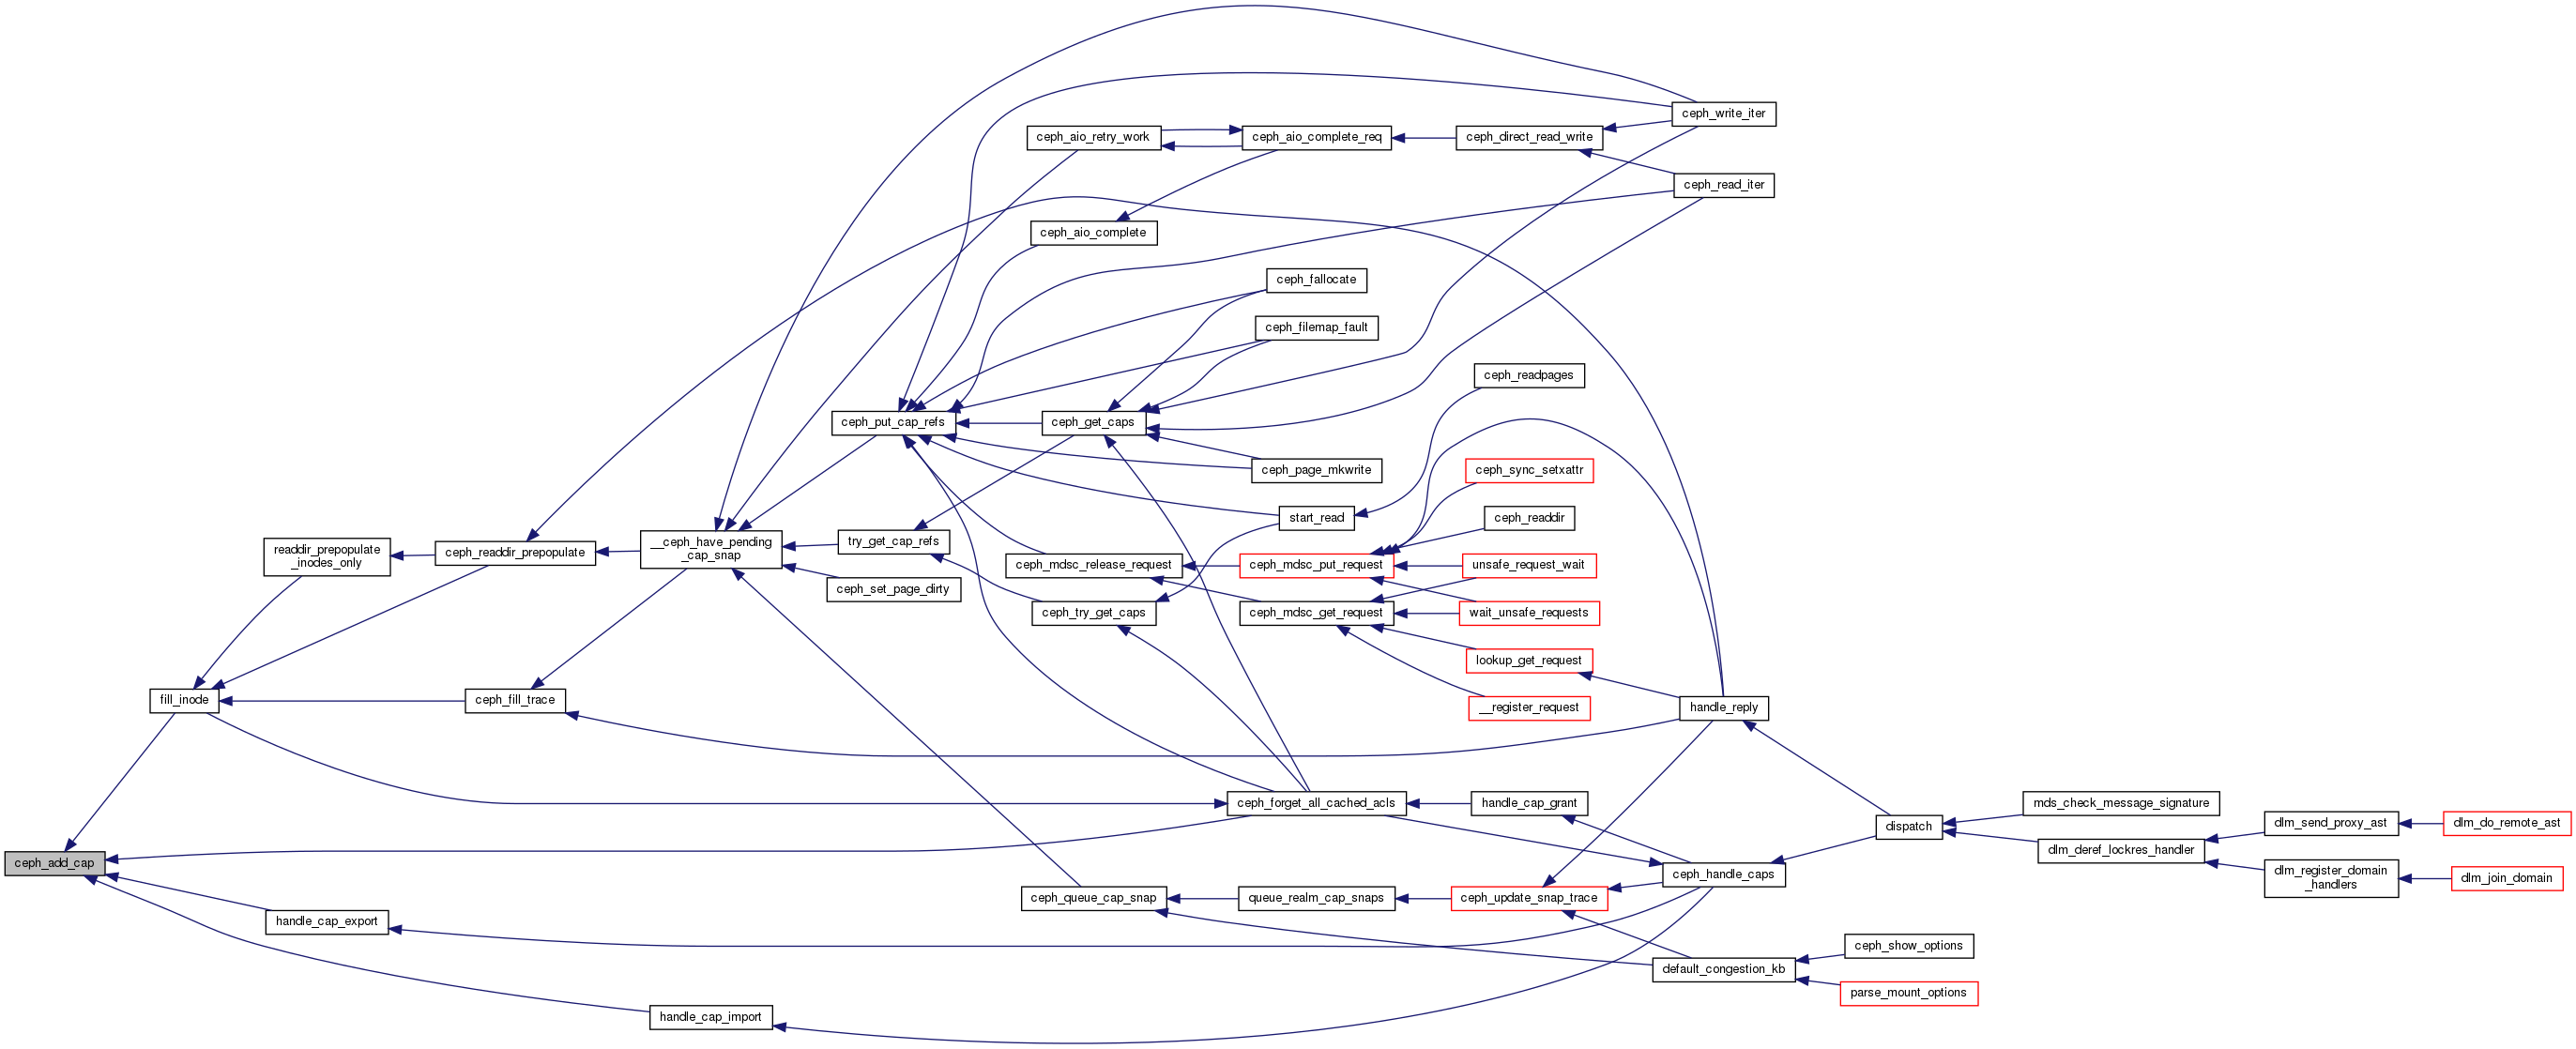 ceph_write_iter
ceph_aio_retry_work
ceph_aio_complete_req
ceph_direct_read_write
ceph_read_iter
ceph_aio_complete
ceph_fallocate
ceph_filemap_fault
ceph_readpages
ceph_put_cap_refs
ceph_get_caps
ceph_page_mkwrite
ceph_sync_setxattr
start_read
ceph_readdir
readdir_prepopulate
_inodes_only
ceph_readdir_prepopulate
__ceph_have_pending
_cap_snap
try_get_cap_refs
ceph_mdsc_release_request
ceph_mdsc_put_request
unsafe_request_wait
ceph_set_page_dirty
ceph_try_get_caps
ceph_mdsc_get_request
wait_unsafe_requests
lookup_get_request
fill_inode
ceph_fill_trace
__register_request
handle_reply
ceph_forget_all_cached_acls
handle_cap_grant
mds_check_message_signature
dispatch
dlm_send_proxy_ast
dlm_do_remote_ast
dlm_deref_lockres_handler
ceph_add_cap
ceph_handle_caps
dlm_register_domain
_handlers
dlm_join_domain
ceph_queue_cap_snap
queue_realm_cap_snaps
ceph_update_snap_trace
handle_cap_export
ceph_show_options
default_congestion_kb
parse_mount_options
handle_cap_import